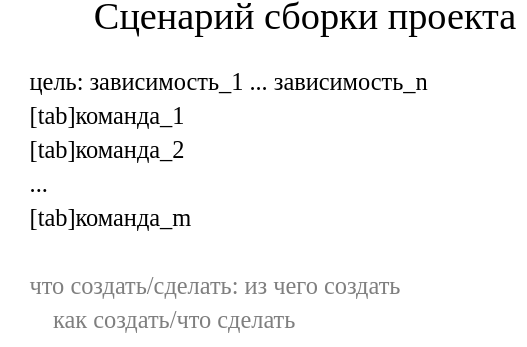 Сценарий сборки проекта
цель: зависимость_1 ... зависимость_n
[tab]команда_1
[tab]команда_2
...
[tab]команда_m
что создать/сделать: из чего создать
как создать/что сделать